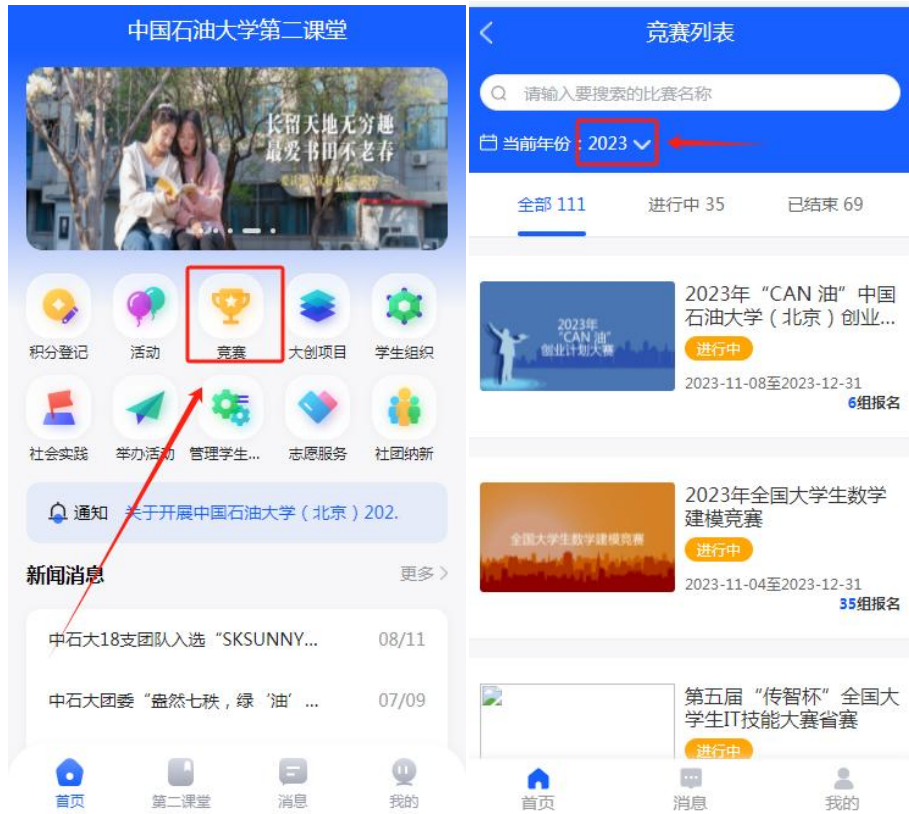 中国石油大学第二课堂
长留天地无穷趣
最爱书田不老春
积分登记
活动
竞赛
大创项目
学生组织
社会实践
举办活动
管理学生...
志愿服务
社团纳新
通知
关于开展中国石油大学（北京）202.
新闻消息
更多
中石大18支团队入选“SKSUNNY...
08/11
中石大团委“盎然七秩，绿‘油’...
07/09
首页
第二课堂
消息
我的
竞赛列表
请输入要搜索的比赛名称
当前年份：2023
全部 111
进行中 35
已结束 69
2023年
“CAN 油”
创业计划大赛
2023年“CAN 油”中国
石油大学（北京）创业...
进行中
2023-11-08至2023-12-31
6组报名
全国大学生数学建模竞赛
2023年全国大学生数学
建模竞赛
进行中
2023-11-04至2023-12-31
35组报名
第五届“传智杯”全国大
学生IT技能大赛省赛
进行中
首页
消息
我的